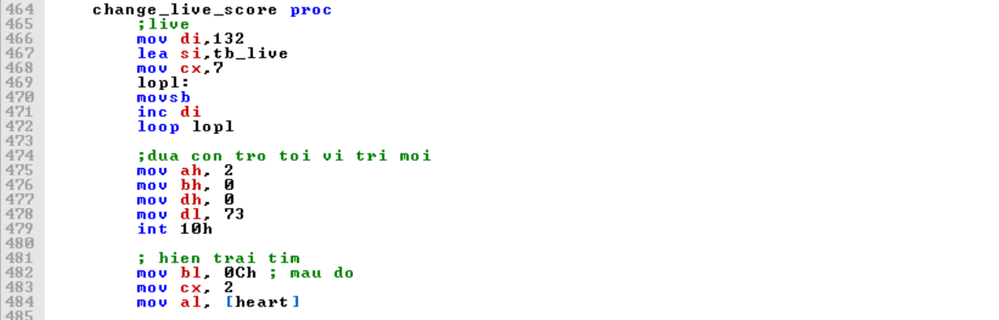 464 change_live_score proc
465 ;live
466 mov di,132
467 lea si,tb_live
468 mov cx,7
469 lopl:
470 movsb
471 inc di
472 loop lopl
473
474 ;dua con tro toi vi tri moi
475 mov ah, 2
476 mov bh, 0
477 mov dh, 0
478 mov dl, 73
479 int 10h
480
481 ; hien trai tim
482 mov bl, 0Ch ; mau do
483 mov cx, 2
484 mov al, [heart]
485